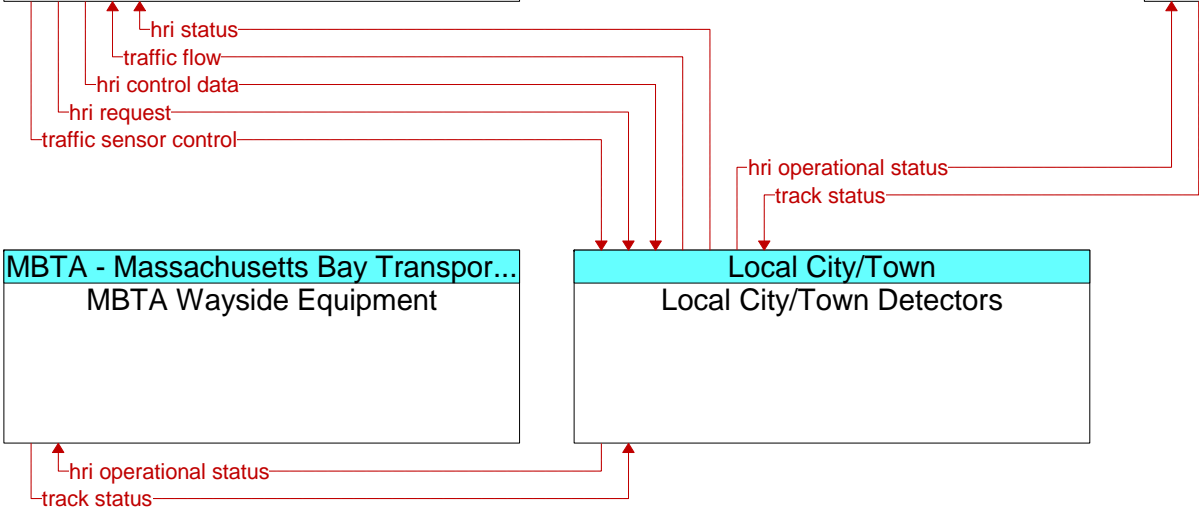 hri status
traffic flow
hri control data
hri request
traffic sensor control
hri operational status
track status
MBTA - Massachusetts Bay Transpor...
MBTA Wayside Equipment
Local City/Town
Local City/Town Detectors
hri operational status
track status